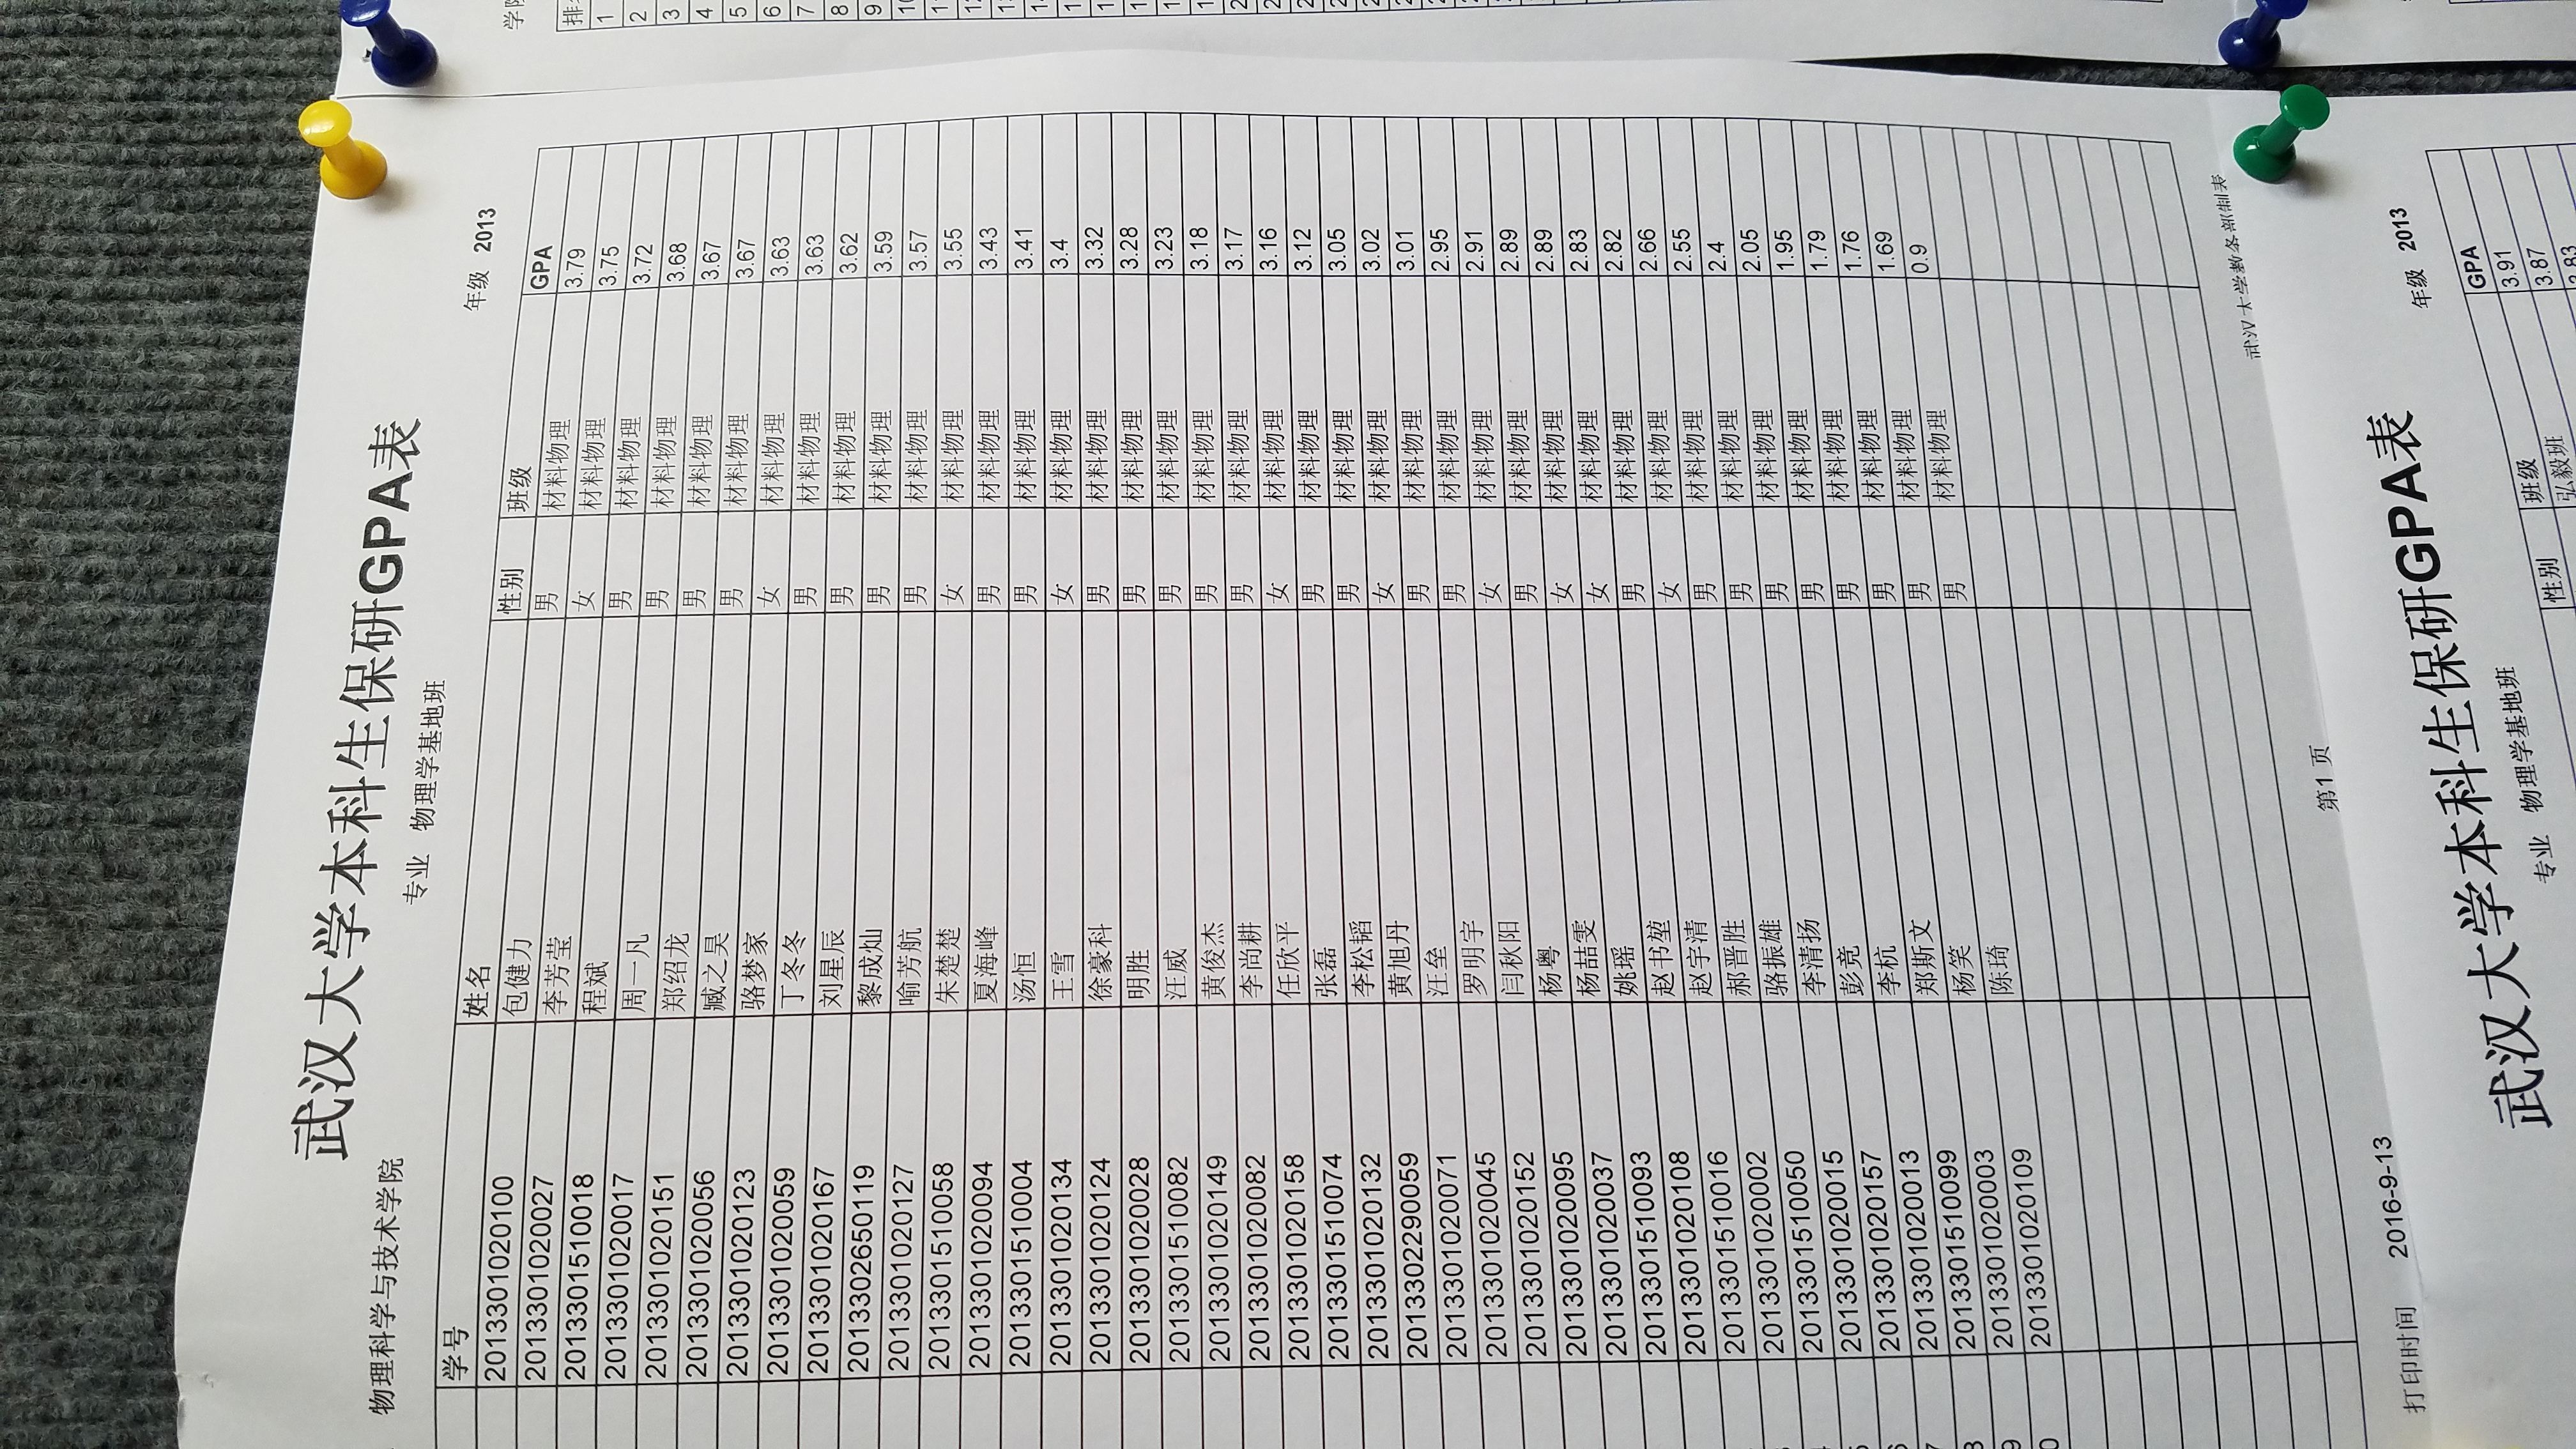 武汉大学本科生保研GPA表
物理科学与技术学院 专业 物理学基地班 年级 2013
学号 姓名 性别 班级 GPA
2013301020100 包健力 男 材料物理 3.79
2013301020027 李芳莹 女 材料物理 3.75
2013301510018 程斌 男 材料物理 3.72
2013301020017 周一凡 男 材料物理 3.68
2013301020151 郑绍龙 男 材料物理 3.67
2013301020056 臧之昊 男 材料物理 3.67
2013301020123 骆梦家 女 材料物理 3.63
2013301020059 丁冬冬 男 材料物理 3.63
2013301020167 刘星辰 男 材料物理 3.62
2013302650119 黎成灿 男 材料物理 3.59
2013301020127 喻芳航 男 材料物理 3.57
2013301510058 朱楚楚 女 材料物理 3.55
2013301020094 夏海峰 男 材料物理 3.43
2013301510004 汤恒 男 材料物理 3.41
2013301020134 王雪 女 材料物理 3.4
2013301020124 徐豪科 男 材料物理 3.32
2013301020028 明胜 男 材料物理 3.28
2013301510082 汪威 男 材料物理 3.23
2013301020149 黄俊杰 男 材料物理 3.18
2013301020082 李尚耕 男 材料物理 3.17
2013301020158 任欣平 女 材料物理 3.16
2013301510074 张磊 男 材料物理 3.12
2013301020132 李松韬 男 材料物理 3.05
2013302290059 黄旭丹 女 材料物理 3.02
2013301020071 汪垒 男 材料物理 3.01
2013301020045 罗明宇 男 材料物理 2.95
2013301020152 闫秋阳 女 材料物理 2.91
2013301020095 杨粤 男 材料物理 2.89
2013301020037 杨喆雯 女 材料物理 2.89
2013301510093 姚瑶 女 材料物理 2.83
2013301020108 赵书堃 男 材料物理 2.82
2013301510016 赵宇清 女 材料物理 2.66
2013301020002 郝晋胜 男 材料物理 2.55
2013301510050 骆振雄 男 材料物理 2.4
2013301020015 李清扬 男 材料物理 2.05
2013301020157 彭竞 男 材料物理 1.95
2013301020013 李杭 男 材料物理 1.79
2013301510099 郑斯文 男 材料物理 1.76
2013301020003 杨笑 男 材料物理 1.69
2013301020109 陈琦 男 材料物理 0.9
武汉大学教务部制表
第1 页
打印时间 2016-9-13
武汉大学本科生保研GPA表
专业 物理学基地班 年级 2013
性别 班级 GPA
弘毅班 3.91
3.87
3.83
1
2
3
4
5
6
7
8
9